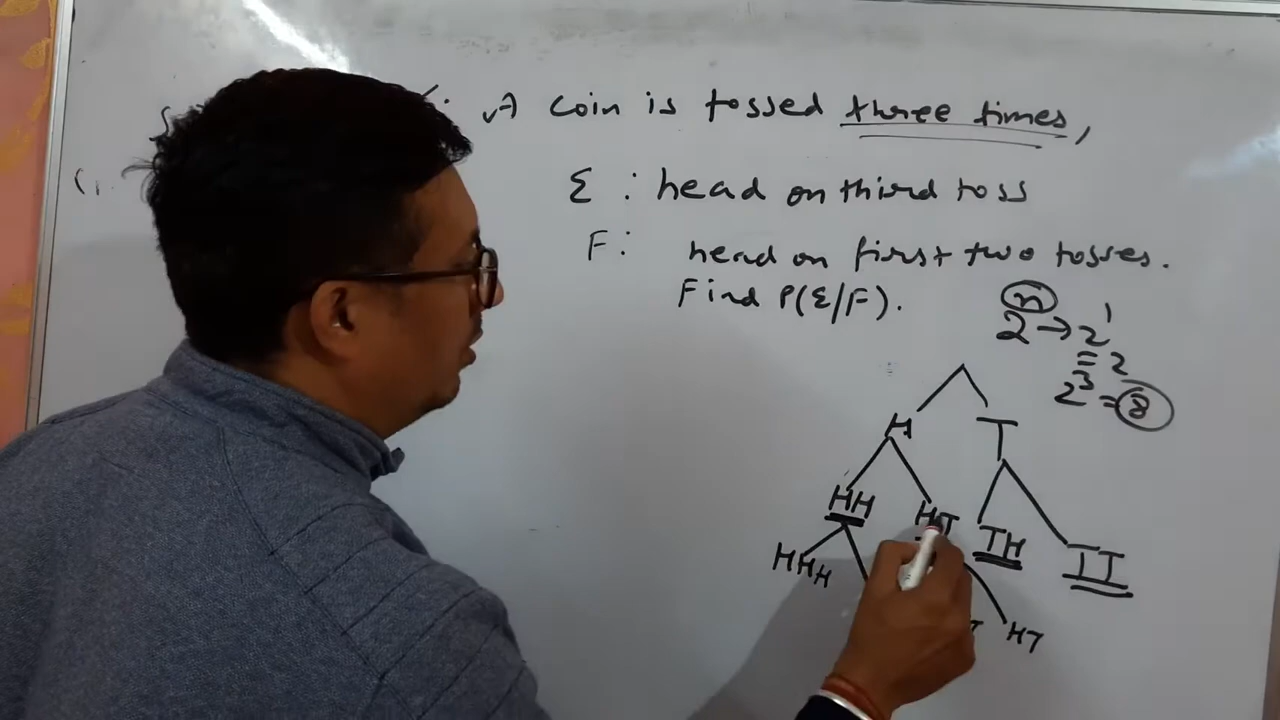 A coin is tossed three times,
E : head on third toss
F: head on first two tosses.
Find P(E/F).
n
2 → 2¹
= 2
2³ = 8
H T
HH HT TH TT
HHH
HT